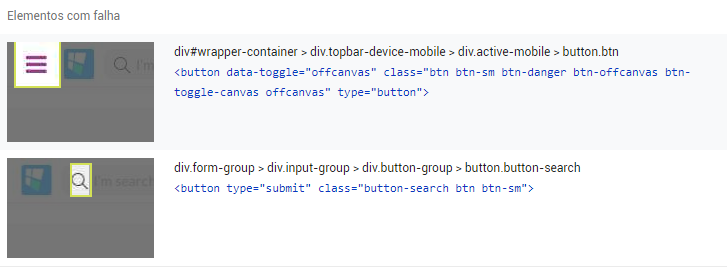 Elementos com falha
I'm
div#wrapper-container > div.topbar-device-mobile > div.active-mobile > button.btn
<button data-toggle="offcanvas" class="btn btn-sm btn-danger btn-offcanvas btn-
toggle-canvas offcanvas" type="button">
I'm search
div.form-group > div.input-group > div.button-group > button.button-search
<button type="submit" class="button-search btn btn-sm">